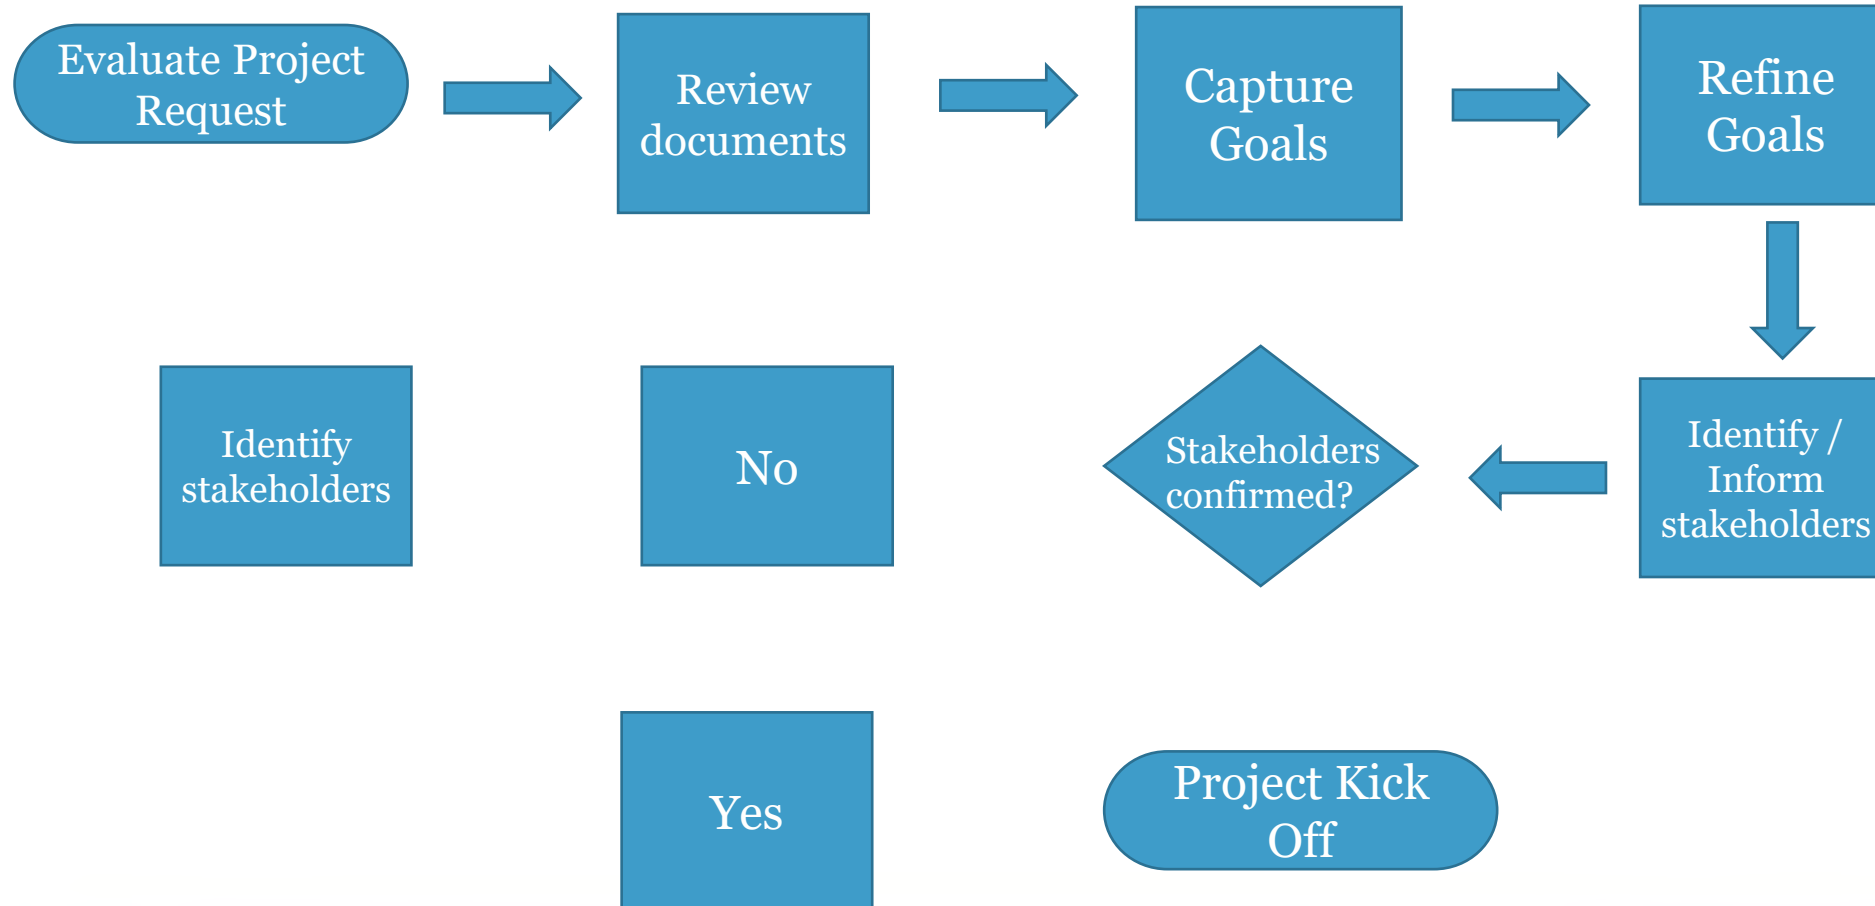 Evaluate Project
Request
Review
documents
Capture
Goals
Refine
Goals
Identify
stakeholders
No
Stakeholders
confirmed?
Identify /
Inform
stakeholders
Yes
Project Kick
Off